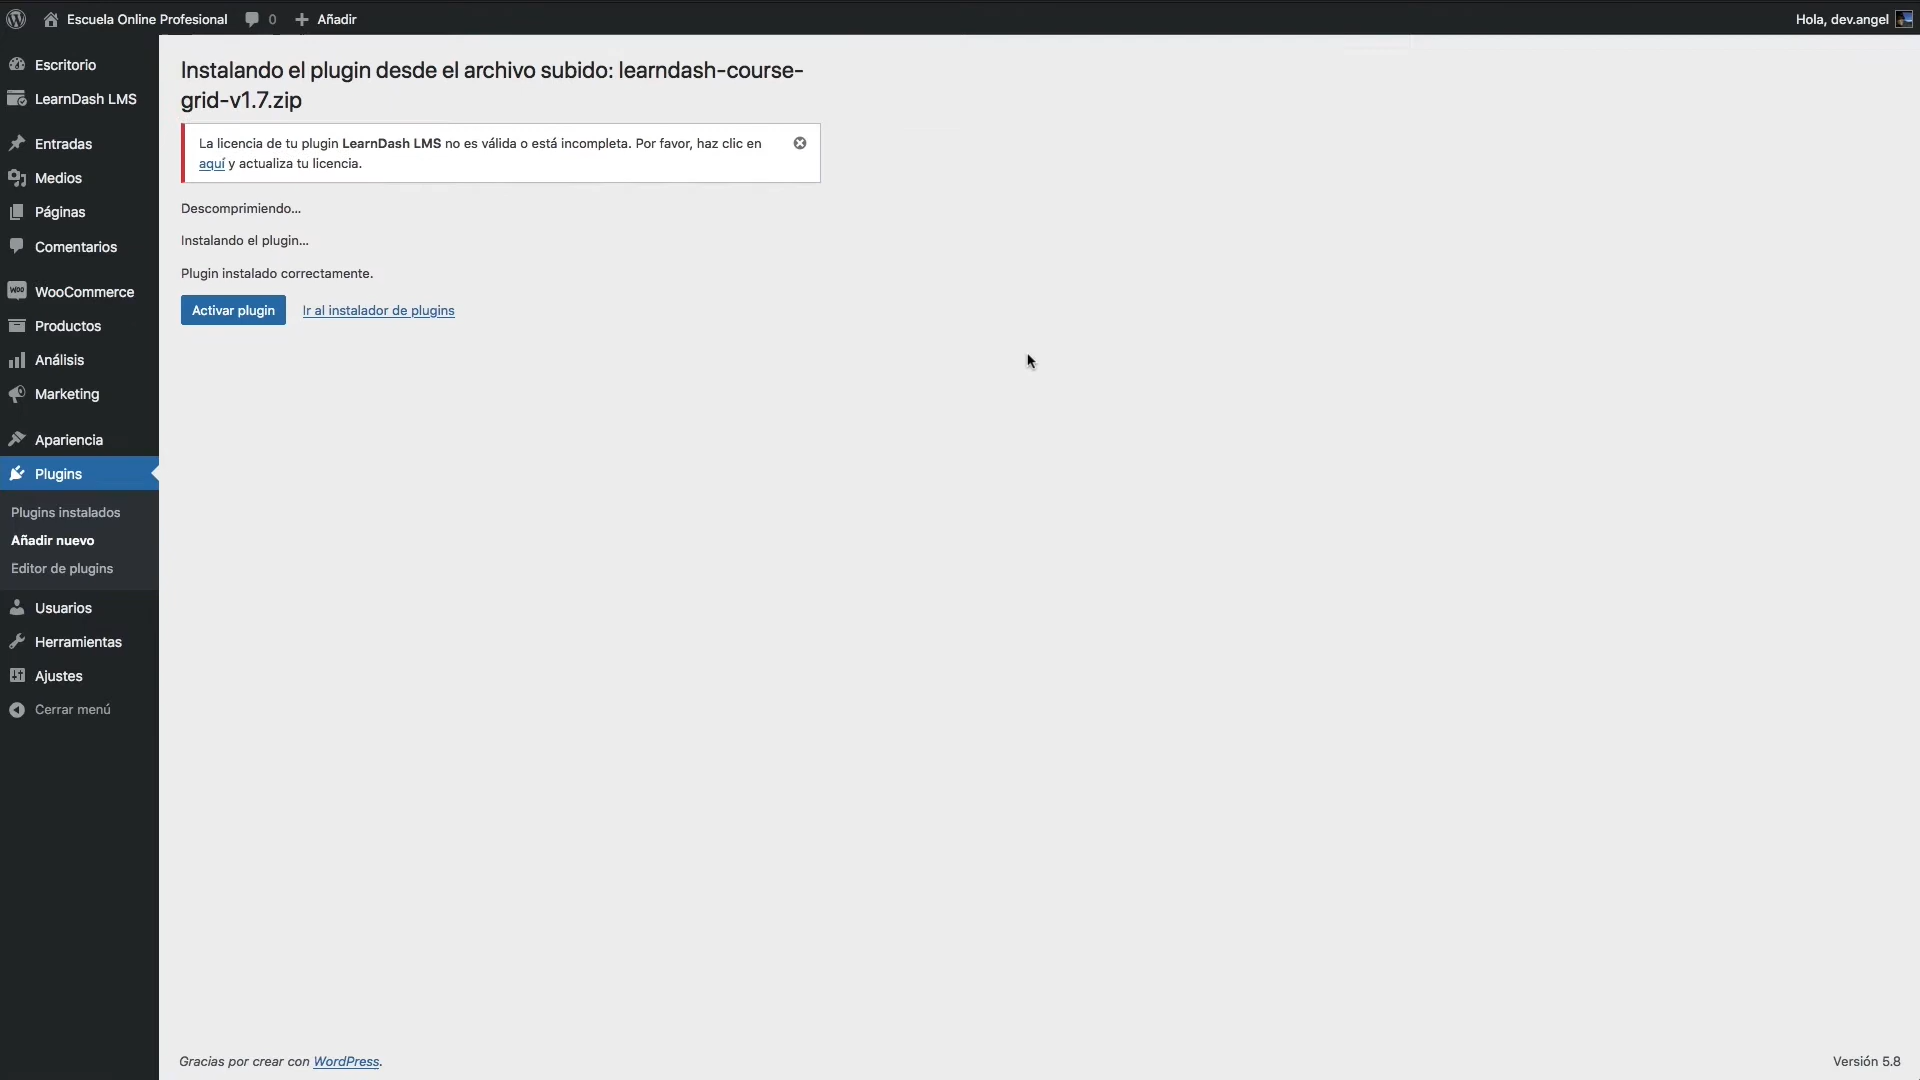 Escuela Online Profesional
0
Añadir
Hola, dev.angel
Escritorio
LearnDash LMS
Entradas
Medios
Páginas
Comentarios
WooCommerce
Productos
Análisis
Marketing
Apariencia
Plugins
Plugins instalados
Añadir nuevo
Editor de plugins
Usuarios
Herramientas
Ajustes
Cerrar menú
Instalando el plugin desde el archivo subido: learndash-course-
grid-v1.7.zip
La licencia de tu plugin LearnDash LMS no es válida o está incompleta. Por favor, haz clic en
aquí y actualiza tu licencia.
Descomprimiendo...
Instalando el plugin...
Plugin instalado correctamente.
Activar plugin
Ir al instalador de plugins
Gracias por crear con WordPress.
Versión 5.8